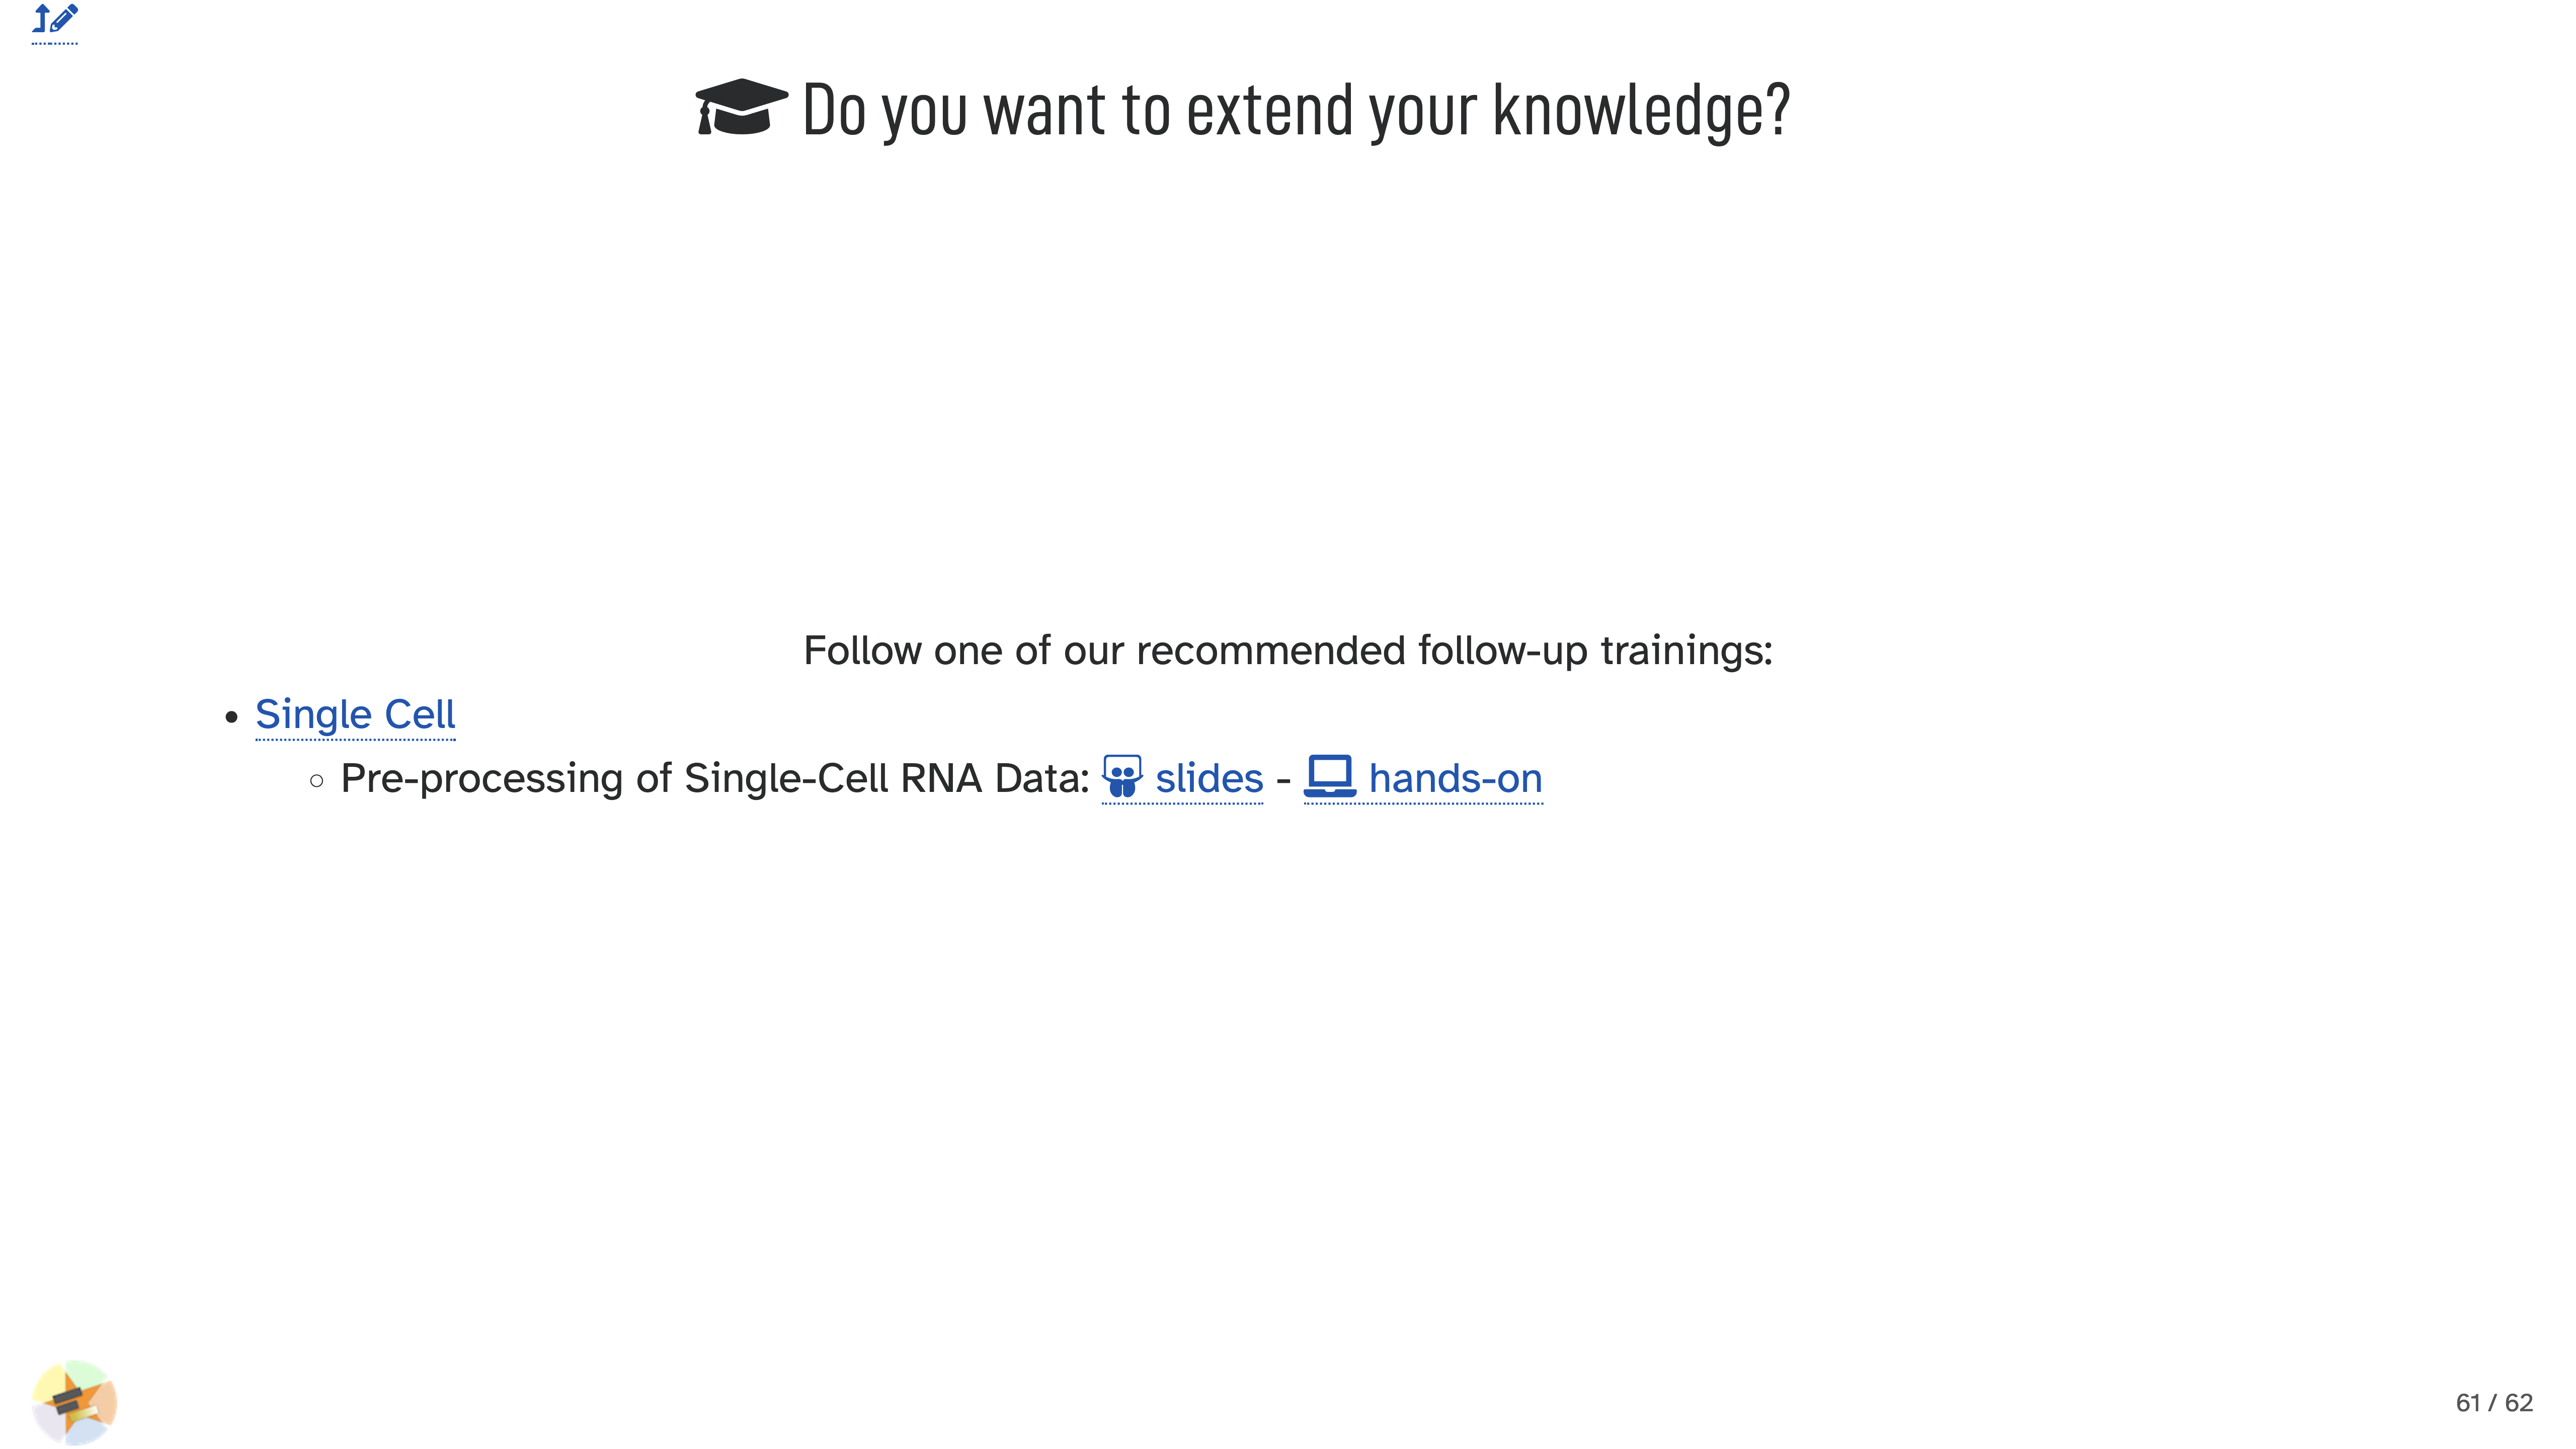 Do you want to extend your knowledge?
Follow one of our recommended follow-up trainings:
Single Cell
Pre-processing of Single-Cell RNA Data: slides - hands-on
61 / 62